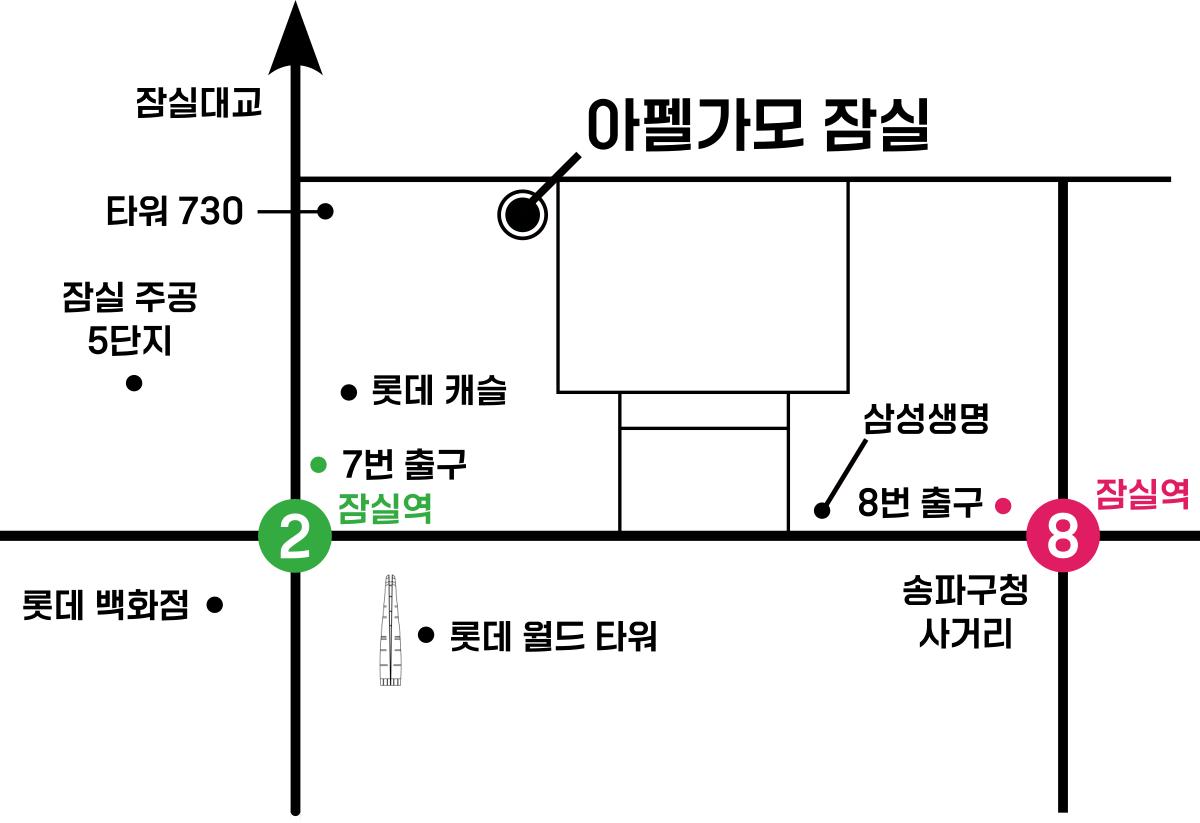 잠실대교
아펠가모 잠실
타워 730
잠실 주공
5단지
롯데 캐슬
삼성생명
7번 출구
잠실역
8번 출구
잠실역
2
8
롯데 백화점
롯데 월드 타워
송파구청
사거리